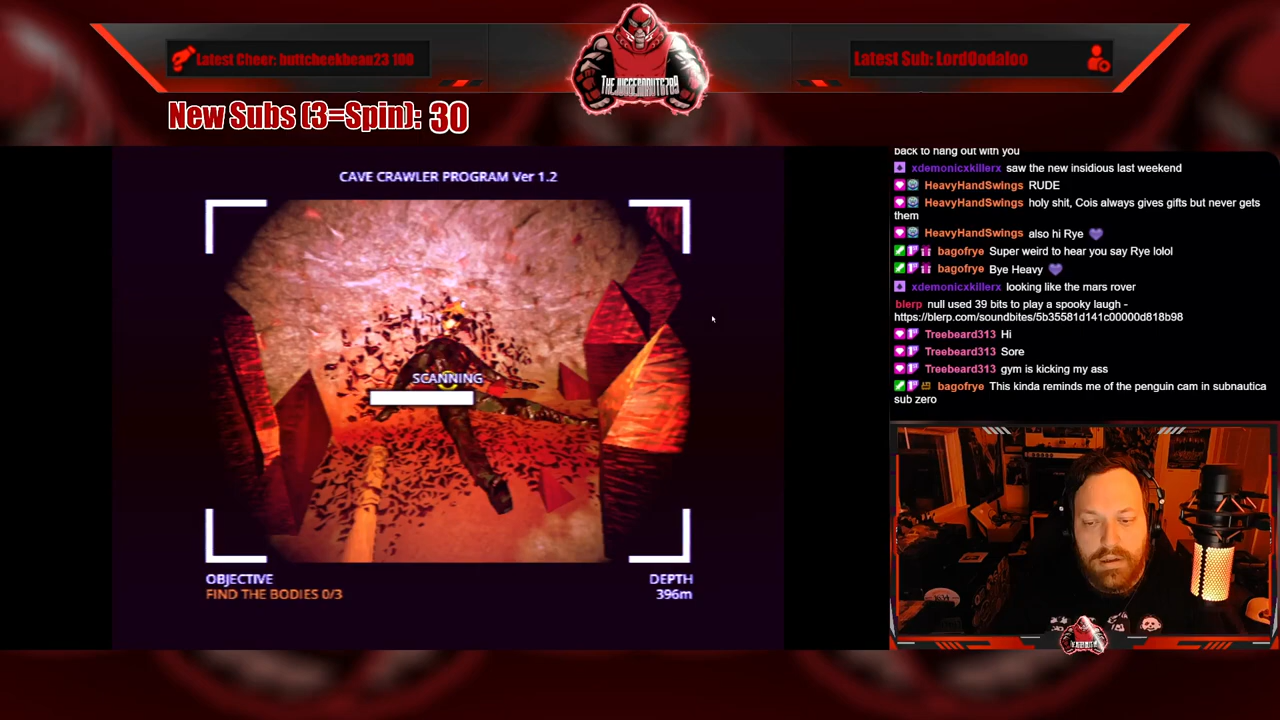 Latest Cheer: buttcheekbeau23 100
THEJUGGERNAUT6789
Latest Sub: LordOodaloo
New Subs (3=Spin): 30
CAVE CRAWLER PROGRAM Ver 1.2
SCANNING
OBJECTIVE
FIND THE BODIES 0/3
DEPTH
396m
back to hang out with you
xdemonicxkillerx saw the new insidious last weekend
HeavyHandSwings RUDE
HeavyHandSwings holy shit, Cois always gives gifts but never gets
them
HeavyHandSwings also hi Rye
bagofrye Super weird to hear you say Rye lolol
bagofrye Bye Heavy
xdemonicxkillerx looking like the mars rover
blerp null used 39 bits to play a spooky laugh -
https://blerp.com/soundbites/5b35581d141c00000d818b98
Treebeard313 Hi
Treebeard313 Sore
Treebeard313 gym is kicking my ass
bagofrye This kinda reminds me of the penguin cam in subnautica
sub zero